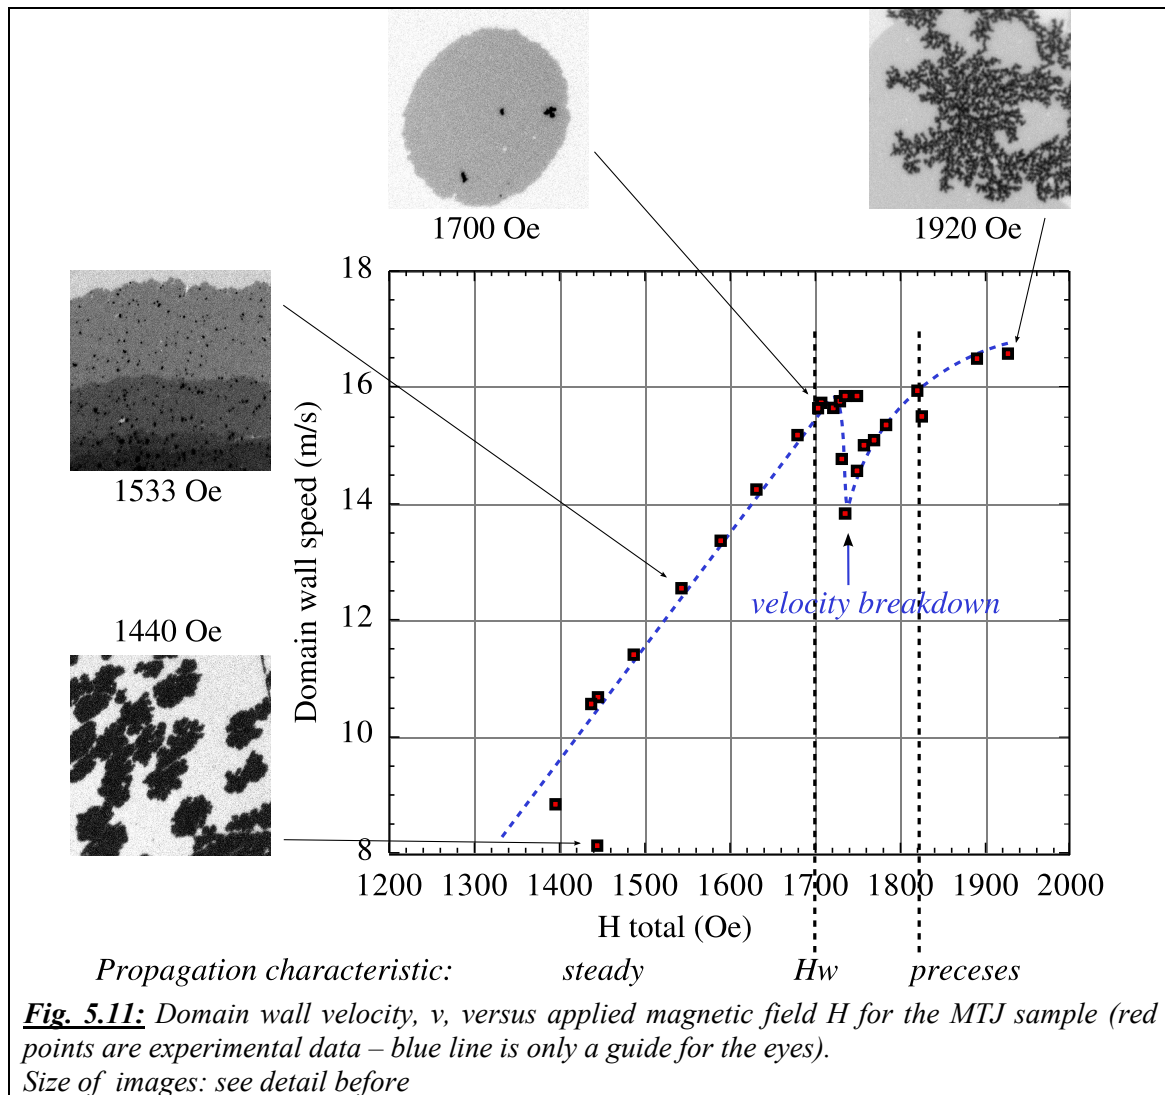 1700 Oe
1920 Oe
1533 Oe
1440 Oe
Domain wall speed (m/s)
18
16
14
12
10
8
velocity breakdown
1200 1300 1400 1500 1600 1700 1800 1900 2000
H total (Oe)
Propagation characteristic: steady Hw preceses
Fig. 5.11: Domain wall velocity, v, versus applied magnetic field H for the MTJ sample (red
points are experimental data – blue line is only a guide for the eyes).
Size of images: see detail before